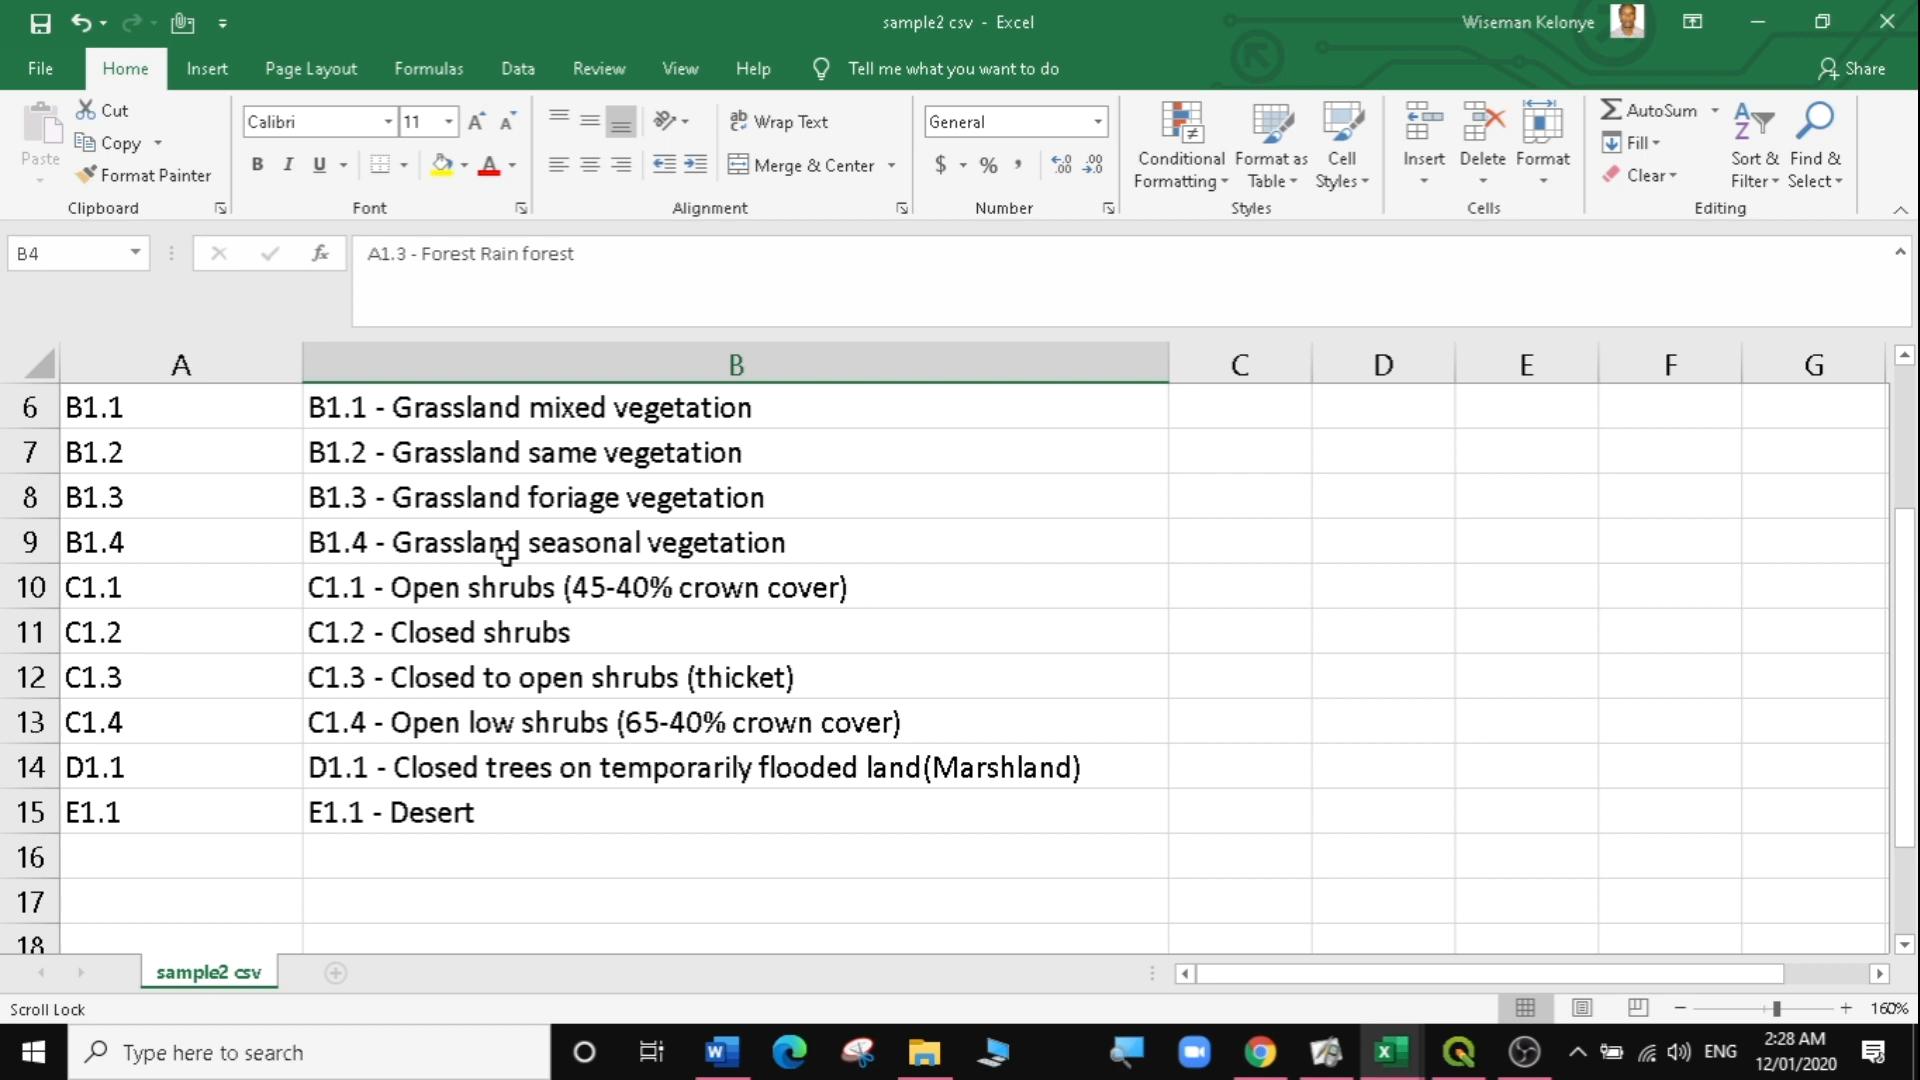 sample2 csv - Excel
Wiseman Kelonye
File Home Insert Page Layout Formulas Data Review View Help Tell me what you want to do Share
Paste
Cut
Copy
Format Painter
Clipboard
Calibri 11
B I U
Font
Wrap Text
Merge & Center
Alignment
General
$ % ,
Number
Conditional Formatting
Format as Table
Cell Styles
Styles
Insert Delete Format
Cells
AutoSum
Fill
Clear
Sort & Filter
Find & Select
Editing
B4 fx A1.3 - Forest Rain forest
A B C D E F G
6 B1.1 B1.1 - Grassland mixed vegetation
7 B1.2 B1.2 - Grassland same vegetation
8 B1.3 B1.3 - Grassland foriage vegetation
9 B1.4 B1.4 - Grassland seasonal vegetation
10 C1.1 C1.1 - Open shrubs (45-40% crown cover)
11 C1.2 C1.2 - Closed shrubs
12 C1.3 C1.3 - Closed to open shrubs (thicket)
13 C1.4 C1.4 - Open low shrubs (65-40% crown cover)
14 D1.1 D1.1 - Closed trees on temporarily flooded land(Marshland)
15 E1.1 E1.1 - Desert
16
17
18
sample2 csv
Scroll Lock
160%
Type here to search
ENG
2:28 AM
12/01/2020